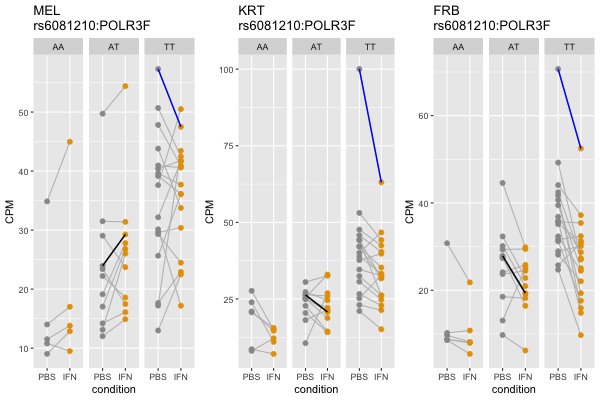 MEL
rs6081210:POLR3F
AA AT TT
CPM
50
40
30
20
10
PBS IFN PBS IFN PBS IFN
condition
KRT
rs6081210:POLR3F
AA AT TT
CPM
100
75
50
25
PBS IFN PBS IFN PBS IFN
condition
FRB
rs6081210:POLR3F
AA AT TT
CPM
60
40
20
PBS IFN PBS IFN PBS IFN
condition